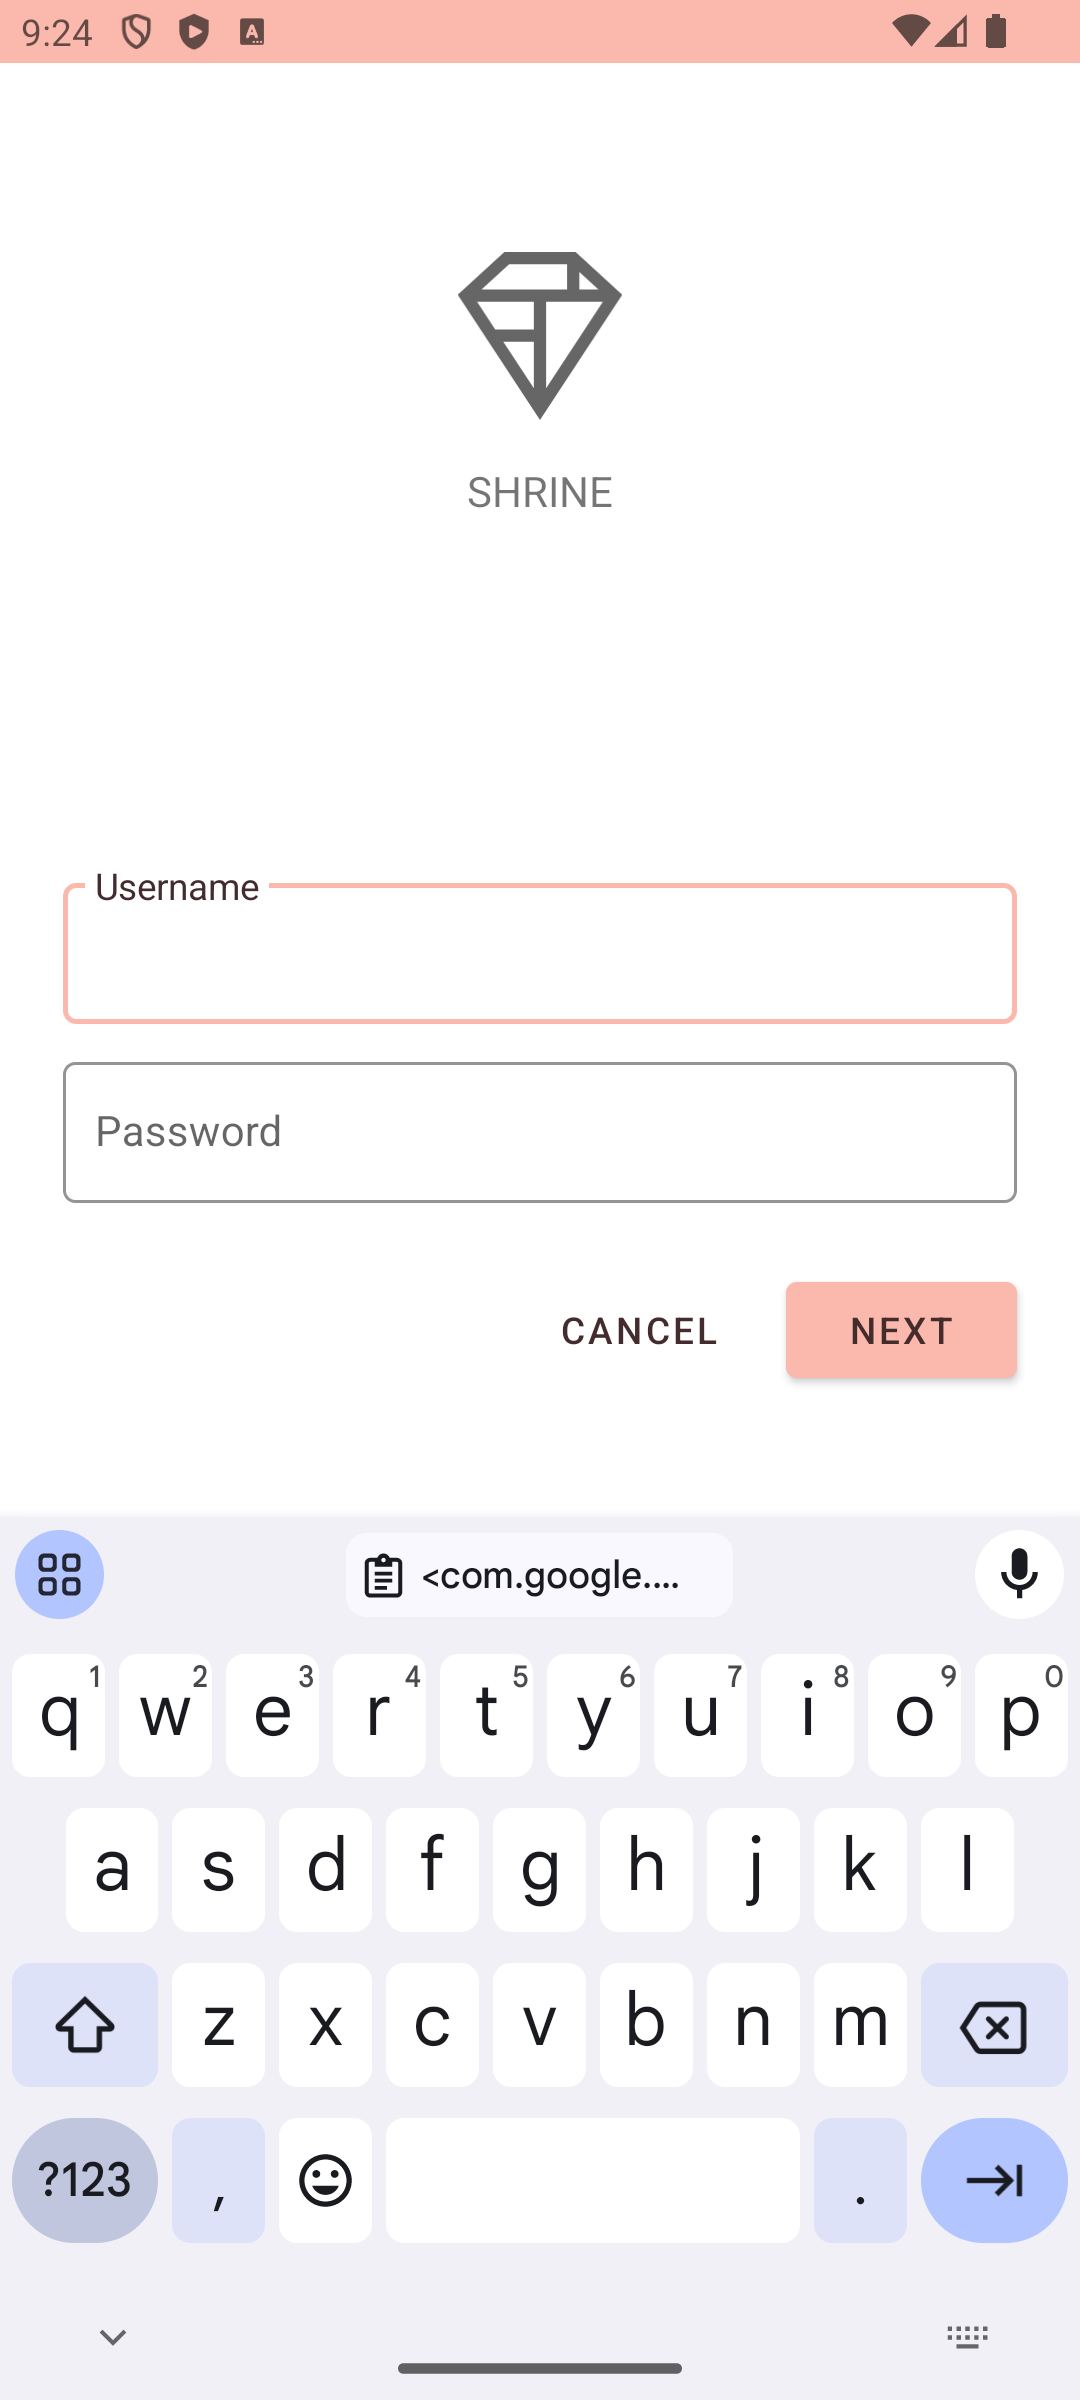 9:24
SHRINE
Username
Password
CANCEL NEXT
<com.google....
q1 w2 e3 r4 t5 y6 u7 i8 o9 p0
a s d f g h j k l
z x c v b n m
?123 , .